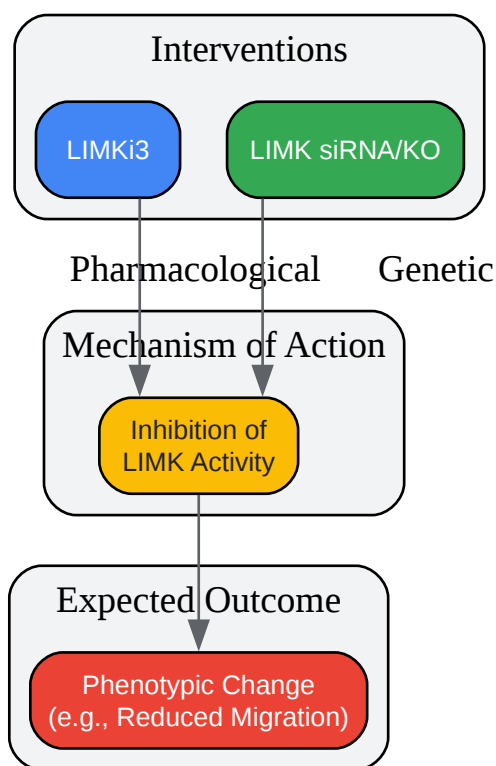 Interventions
LIMKi3
LIMK siRNA/KO
Pharmacological
Genetic
Mechanism of Action
Inhibition of
LIMK Activity
Expected Outcome
Phenotypic Change
(e.g., Reduced Migration)